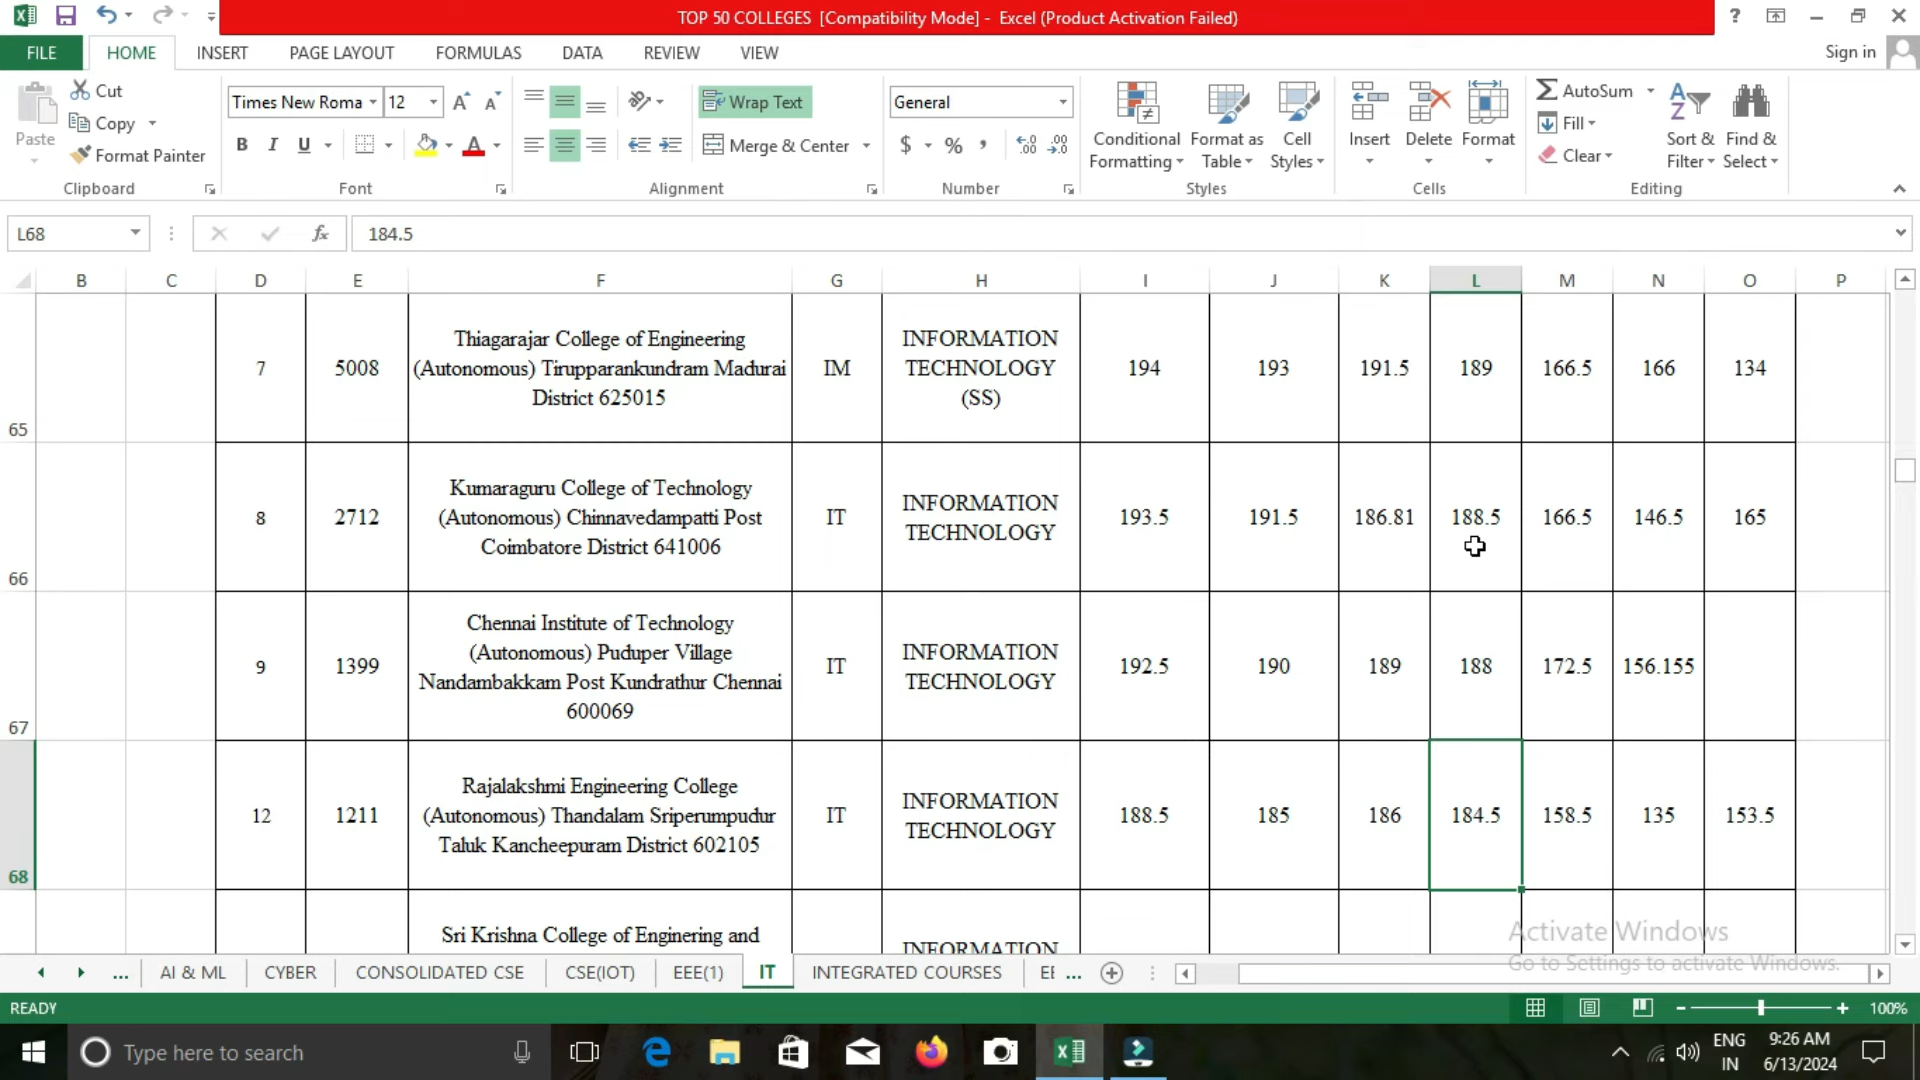 TOP 50 COLLEGES [Compatibility Mode] - Excel (Product Activation Failed)
FILE HOME INSERT PAGE LAYOUT FORMULAS DATA REVIEW VIEW Sign in
Paste
Cut
Copy
Format Painter
Clipboard
Times New Roma 12
B I U
Font
Wrap Text
Merge & Center
Alignment
General
$ % ,
Number
Conditional Formatting
Format as Table
Cell Styles
Styles
Insert
Delete
Format
Cells
AutoSum
Fill
Clear
Sort & Filter
Find & Select
Editing
L68 fx 184.5
B C D E F G H I J K L M N O P
65
7
5008
Thiagarajar College of Engineering
(Autonomous) Tirupparankundram Madurai
District 625015
IM
INFORMATION
TECHNOLOGY
(SS)
194 193 191.5 189 166.5 166 134
66
8
2712
Kumaraguru College of Technology
(Autonomous) Chinnavedampatti Post
Coimbatore District 641006
IT
INFORMATION
TECHNOLOGY
193.5 191.5 186.81 188.5 166.5 146.5 165
67
9
1399
Chennai Institute of Technology
(Autonomous) Puduper Village
Nandambakkam Post Kundrathur Chennai
600069
IT
INFORMATION
TECHNOLOGY
192.5 190 189 188 172.5 156.155
68
12
1211
Rajalakshmi Engineering College
(Autonomous) Thandalam Sriperumpudur
Taluk Kancheepuram District 602105
IT
INFORMATION
TECHNOLOGY
188.5 185 186 184.5 158.5 135 153.5
Sri Krishna College of Enginering and
INFORMATION
Activate Windows
Go to Settings to activate Windows.
... AI & ML CYBER CONSOLIDATED CSE CSE(IOT) EEE(1) IT INTEGRATED COURSES EE ...
READY 100%
Type here to search
ENG
IN
9:26 AM
6/13/2024